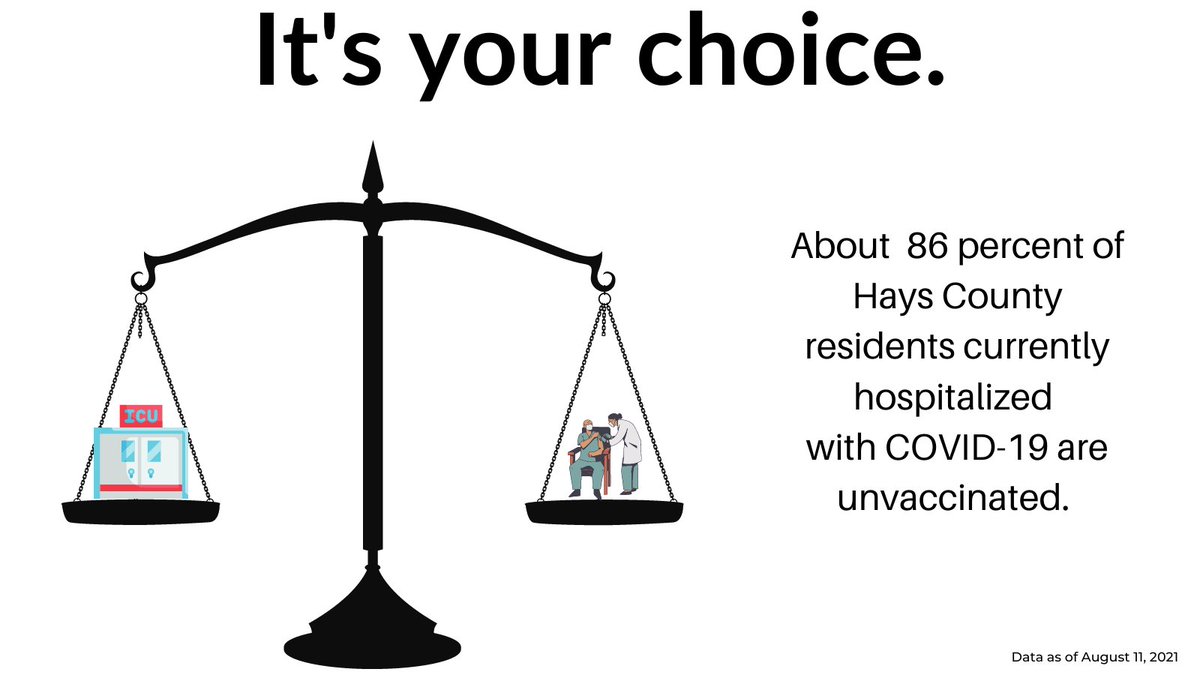 It's your choice.
ICU
About  86 percent of
Hays County
residents currently
hospitalized
with COVID-19 are
unvaccinated.
Data as of August 11, 2021